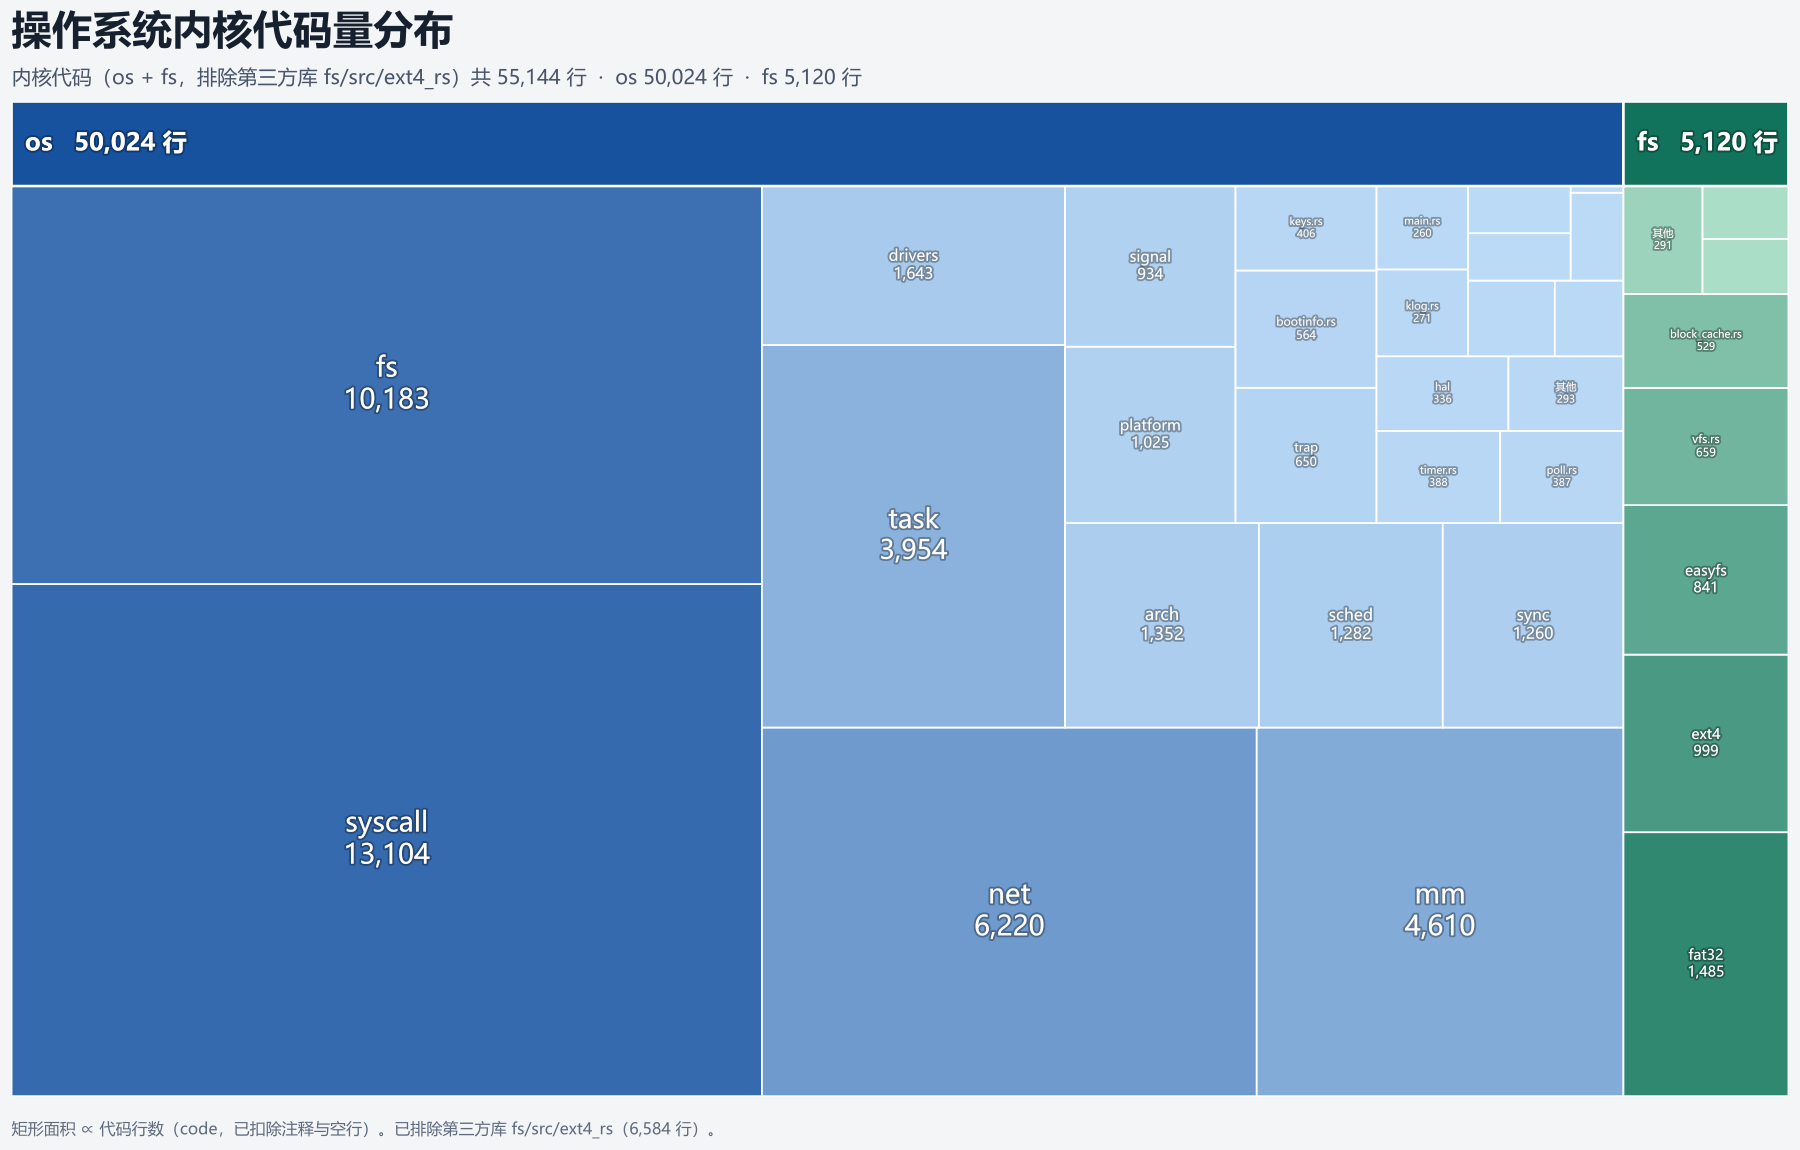 操作系统内核代码量分布
内核代码（os + fs，排除第三方库 fs/src/ext4_rs）共 55,144 行 · os 50,024 行 · fs 5,120 行
os 50,024 行
fs 5,120 行
fs
10,183
syscall
13,104
drivers
1,643
task
3,954
net
6,220
mm
4,610
signal
934
platform
1,025
arch
1,352
sched
1,282
sync
1,260
keys.rs
406
bootinfo.rs
564
trap
650
main.rs
260
klog.rs
271
hal
336
其他
293
timer.rs
388
poll.rs
387
其他
291
block_cache.rs
529
vfs.rs
659
easyfs
841
ext4
999
fat32
1,485
矩形面积 ∝ 代码行数（code，已扣除注释与空行）。已排除第三方库 fs/src/ext4_rs（6,584 行）。